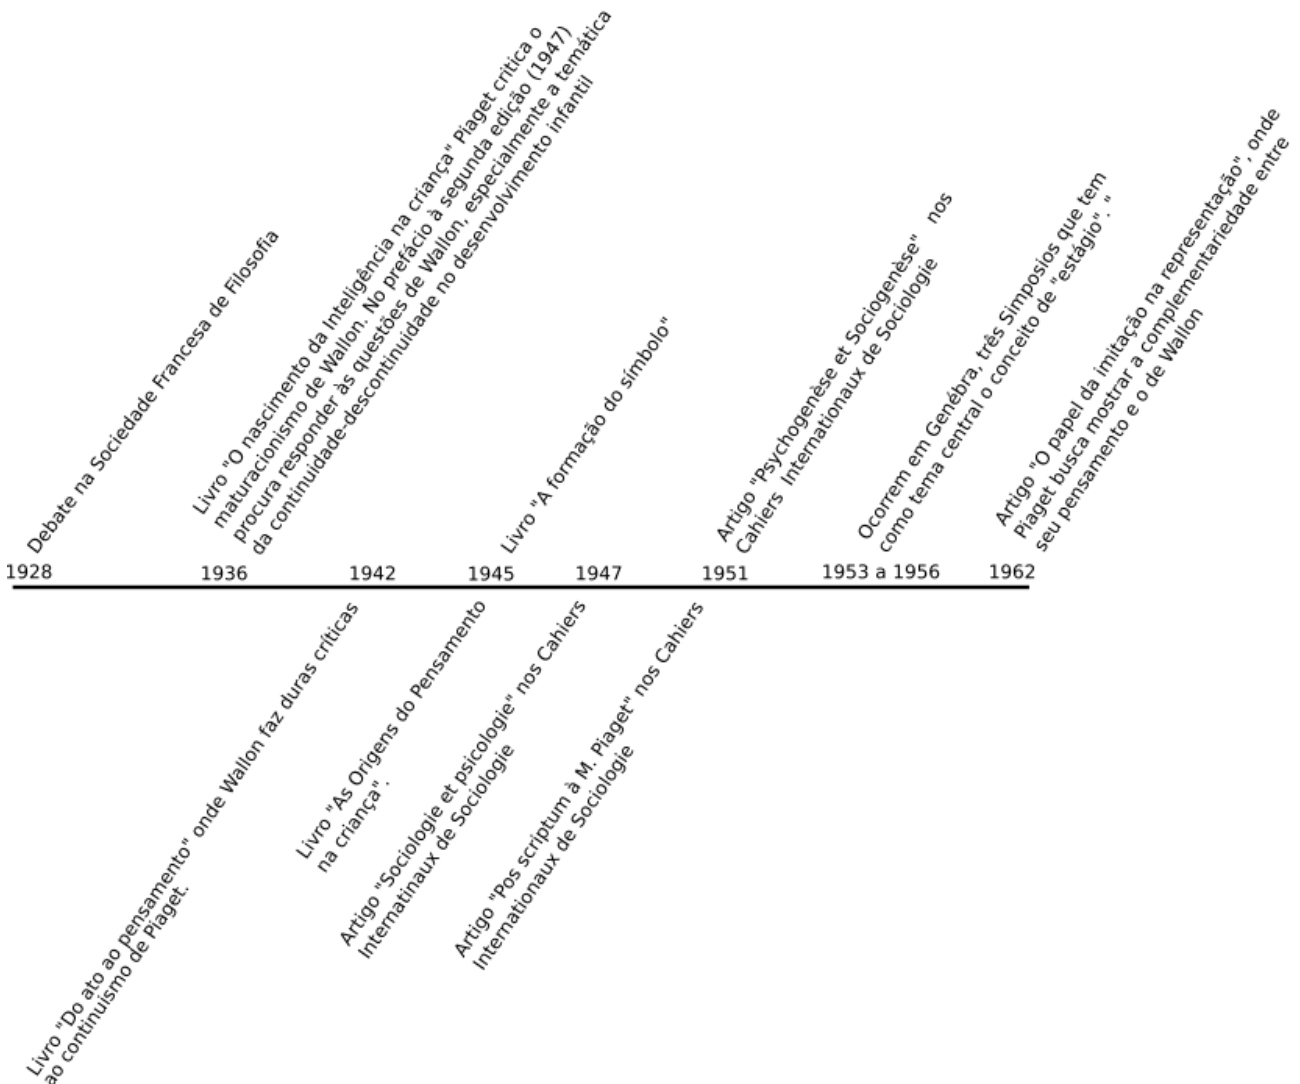 Debate na Sociedade Francesa de Filosofia
Livro "O nascimento da Inteligência na criança" Piaget critica o
maturacionismo de Wallon. No prefácio à segunda edição (1947)
procura responder às questões de Wallon, especialmente a temática
da continuidade-descontinuidade no desenvolvimento infantil
Livro "A formação do símbolo"
Artigo "Psychogenèse et Sociogenèse" nos
Cahiers Internationaux de Sociologie
Ocorrem em Genébra, três Simposios que tem
como tema central o conceito de "estágio"."
Artigo "O papel da imitação na representação", onde
Piaget busca mostrar a complementariedade entre
seu pensamento e o de Wallon
1928 1936 1942 1945 1947 1951 1953 a 1956 1962
Livro "Do ato ao pensamento" onde Wallon faz duras críticas
ao continuismo de Piaget.
Livro "As Origens do Pensamento
na criança".
Artigo "Sociologie et psicologie" nos Cahiers
Internatinaux de Sociologie
Artigo "Pos scriptum à M. Piaget" nos Cahiers
Internationaux de Sociologie